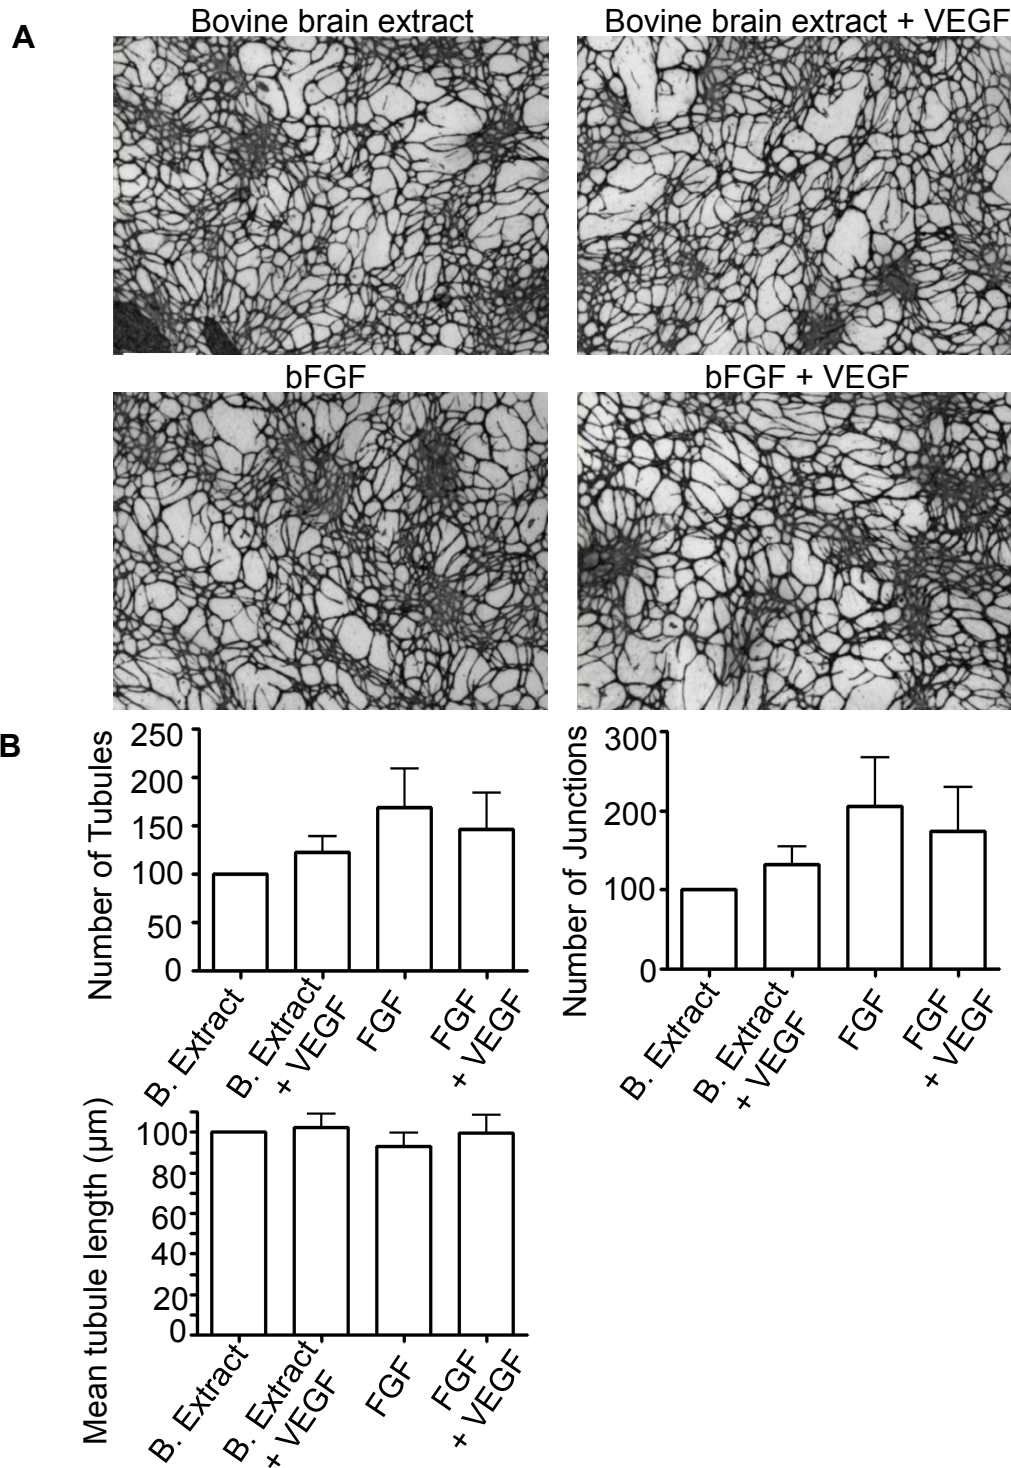 A
Bovine brain extract
Bovine brain extract + VEGF
bFGF
bFGF + VEGF
B
Number of Tubules
250
200
150
100
50
0
B. Extract
B. Extract
+ VEGF
FGF
FGF
+ VEGF
Number of Junctions
300
200
100
0
B. Extract
B. Extract
+ VEGF
FGF
FGF
+ VEGF
Mean tubule length (μm)
100
80
60
40
20
0
B. Extract
B. Extract
+ VEGF
FGF
FGF
+ VEGF